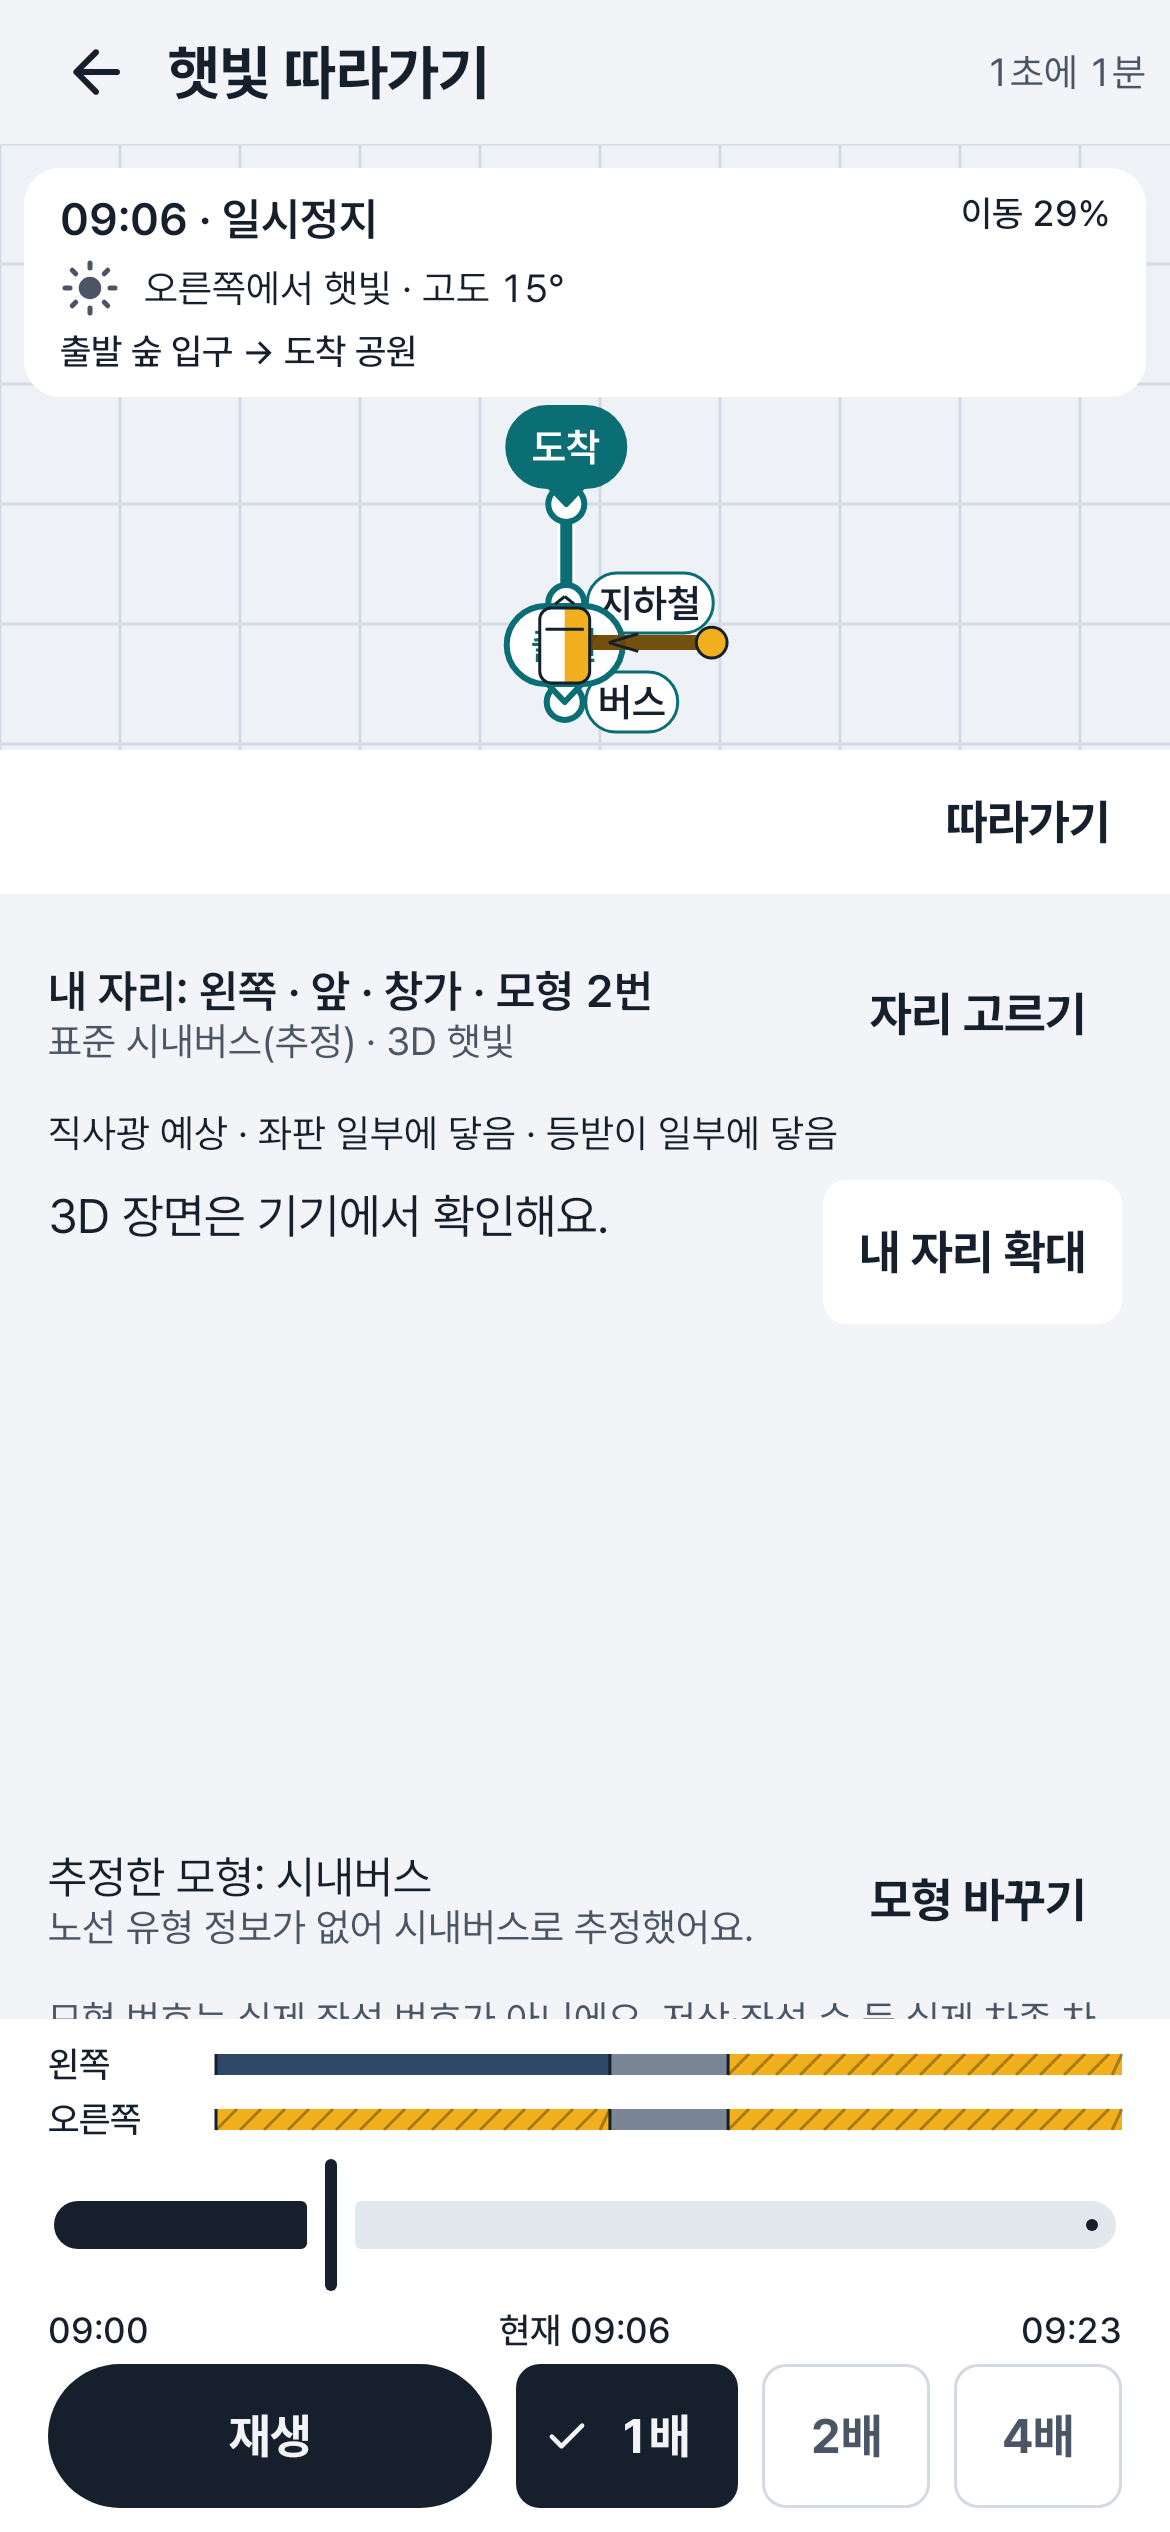 햇빛 따라가기
1초에 1분
09:06 · 일시정지
이동 29%
오른쪽에서 햇빛 · 고도 15°
출발 숲 입구 → 도착 공원
도착
지하철
버스
따라가기
내 자리: 왼쪽 · 앞 · 창가 · 모형 2번
표준 시내버스(추정) · 3D 햇빛
자리 고르기
직사광 예상 · 좌판 일부에 닿음 · 등받이 일부에 닿음
3D 장면은 기기에서 확인해요.
내 자리 확대
추정한 모형: 시내버스
노선 유형 정보가 없어 시내버스로 추정했어요.
모형 바꾸기
왼쪽
오른쪽
09:00
현재 09:06
09:23
재생
1배
2배
4배